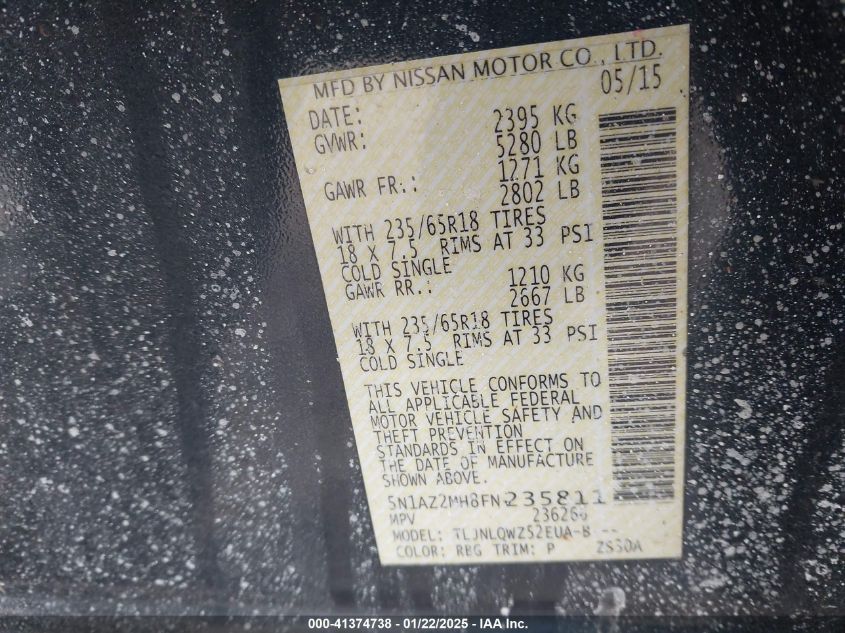 MFD BY NISSAN MOTOR CO., LTD.
DATE: 05/15
GVWR: 2395 KG
5280 LB
GAWR FR.: 1271 KG
2802 LB
WITH 235/65R18 TIRES
18 X 7.5 RIMS AT 33 PSI
COLD SINGLE
GAWR RR.: 1210 KG
2667 LB
WITH 235/65R18 TIRES
18 X 7.5 RIMS AT 33 PSI
COLD SINGLE
THIS VEHICLE CONFORMS TO
ALL APPLICABLE FEDERAL
MOTOR VEHICLE SAFETY AND
THEFT PREVENTION
STANDARDS IN EFFECT ON
THE DATE OF MANUFACTURE
SHOWN ABOVE.
5N1AZ2MH8FN235811
MPV 236266
MODEL: TLJNLQWZ52EUA-B ---
COLOR: RBG TRIM: P
000-41374738 - 01/22/2025 - IAA Inc.